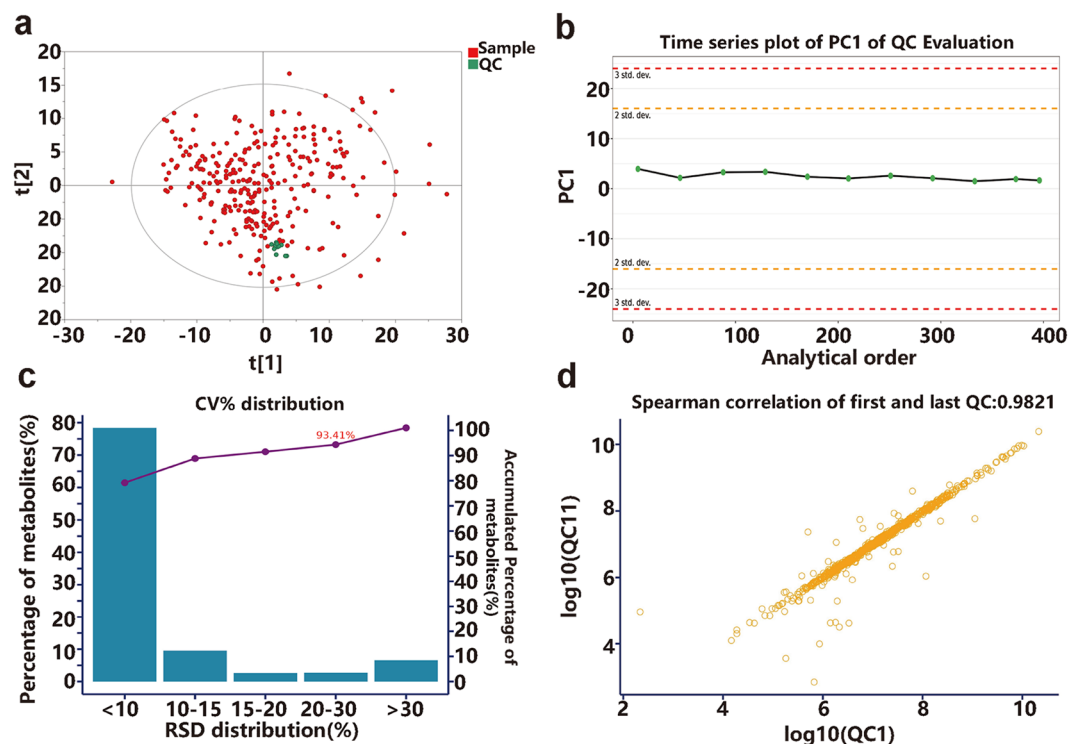 a
20
15
10
5
0
20
20
20
20
t[2]
-30
-20
-10
0
10
20
30
t[1]
Sample
QC
b
Time series plot of PC1 of QC Evaluation
3 std. dev.
2 std. dev.
2 std. dev.
3 std. dev.
20
10
0
-10
-20
PC1
0
100
200
300
400
Analytical order
c
CV% distribution
93.41%
80
70
60
50
40
30
20
10
0
Percentage of metabolites(%)
100
90
80
70
60
50
40
30
20
10
0
Accumulated Percentage of
metabolites(%)
<10
10-15
15-20
20-30
>30
RSD distribution(%)
d
Spearman correlation of first and last QC:0.9821
10
8
6
4
log10(QC11)
2
4
6
8
10
log10(QC1)